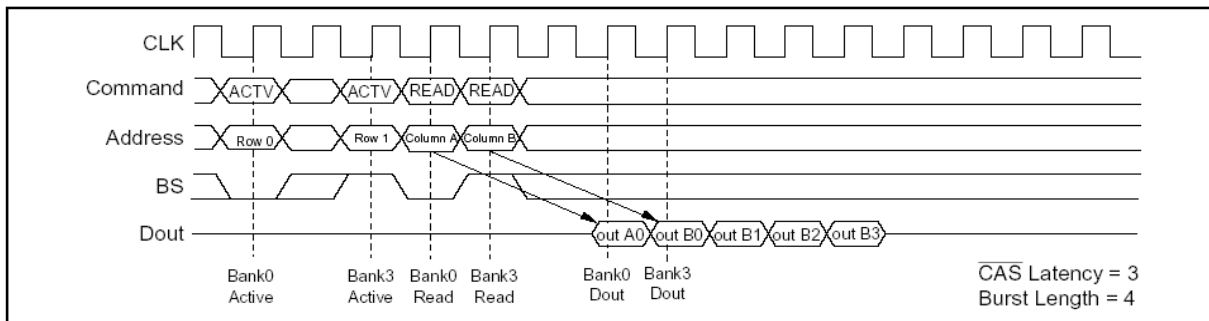 CLK
Command ACTV ACTV READ READ
Address Row 0 Row 1 Column A Column B
BS
Dout out A0 out B0 out B1 out B2 out B3
Bank0 Bank3 Bank0 Bank3 Bank0 Bank3
Active Active Read Read Dout Dout
CAS Latency = 3
Burst Length = 4